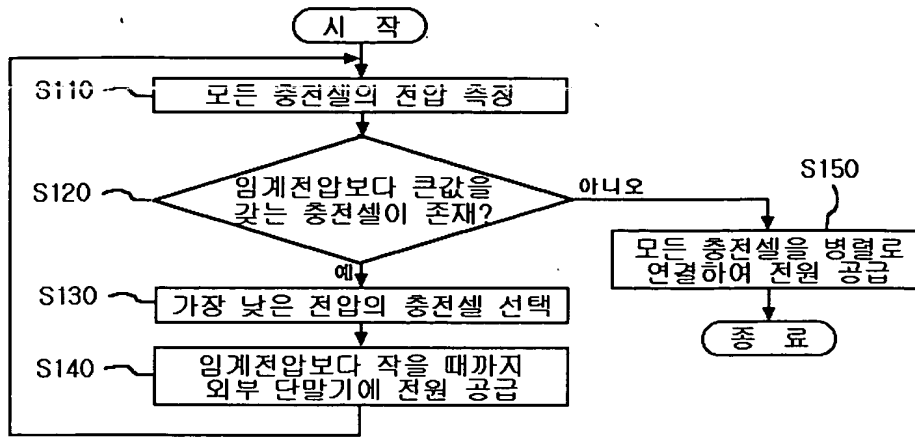 시 작
S110
모든 충전셀의 전압 측정
S120
임계전압보다 큰값을
갖는 충전셀이 존재?
아니오
예
S150
모든 충전셀을 병렬로
연결하여 전원 공급
종 료
S130
가장 낮은 전압의 충전셀 선택
S140
임계전압보다 작을 때까지
외부 단말기에 전원 공급